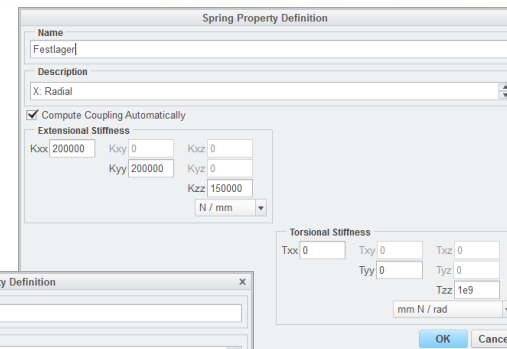 Spring Property Definition
Name
Festlager
Description
X: Radial
Compute Coupling Automatically
Extensional Stiffness
Kxx 200000 Kxy 0 Kxz 0
Kyy 200000 Kyz 0
Kzz 150000
N / mm
Torsional Stiffness
Txx 0 Txy 0 Txz 0
Tyy 0 Tyz 0
Tzz 1e9
mm N / rad
ty Definition x
OK Cance